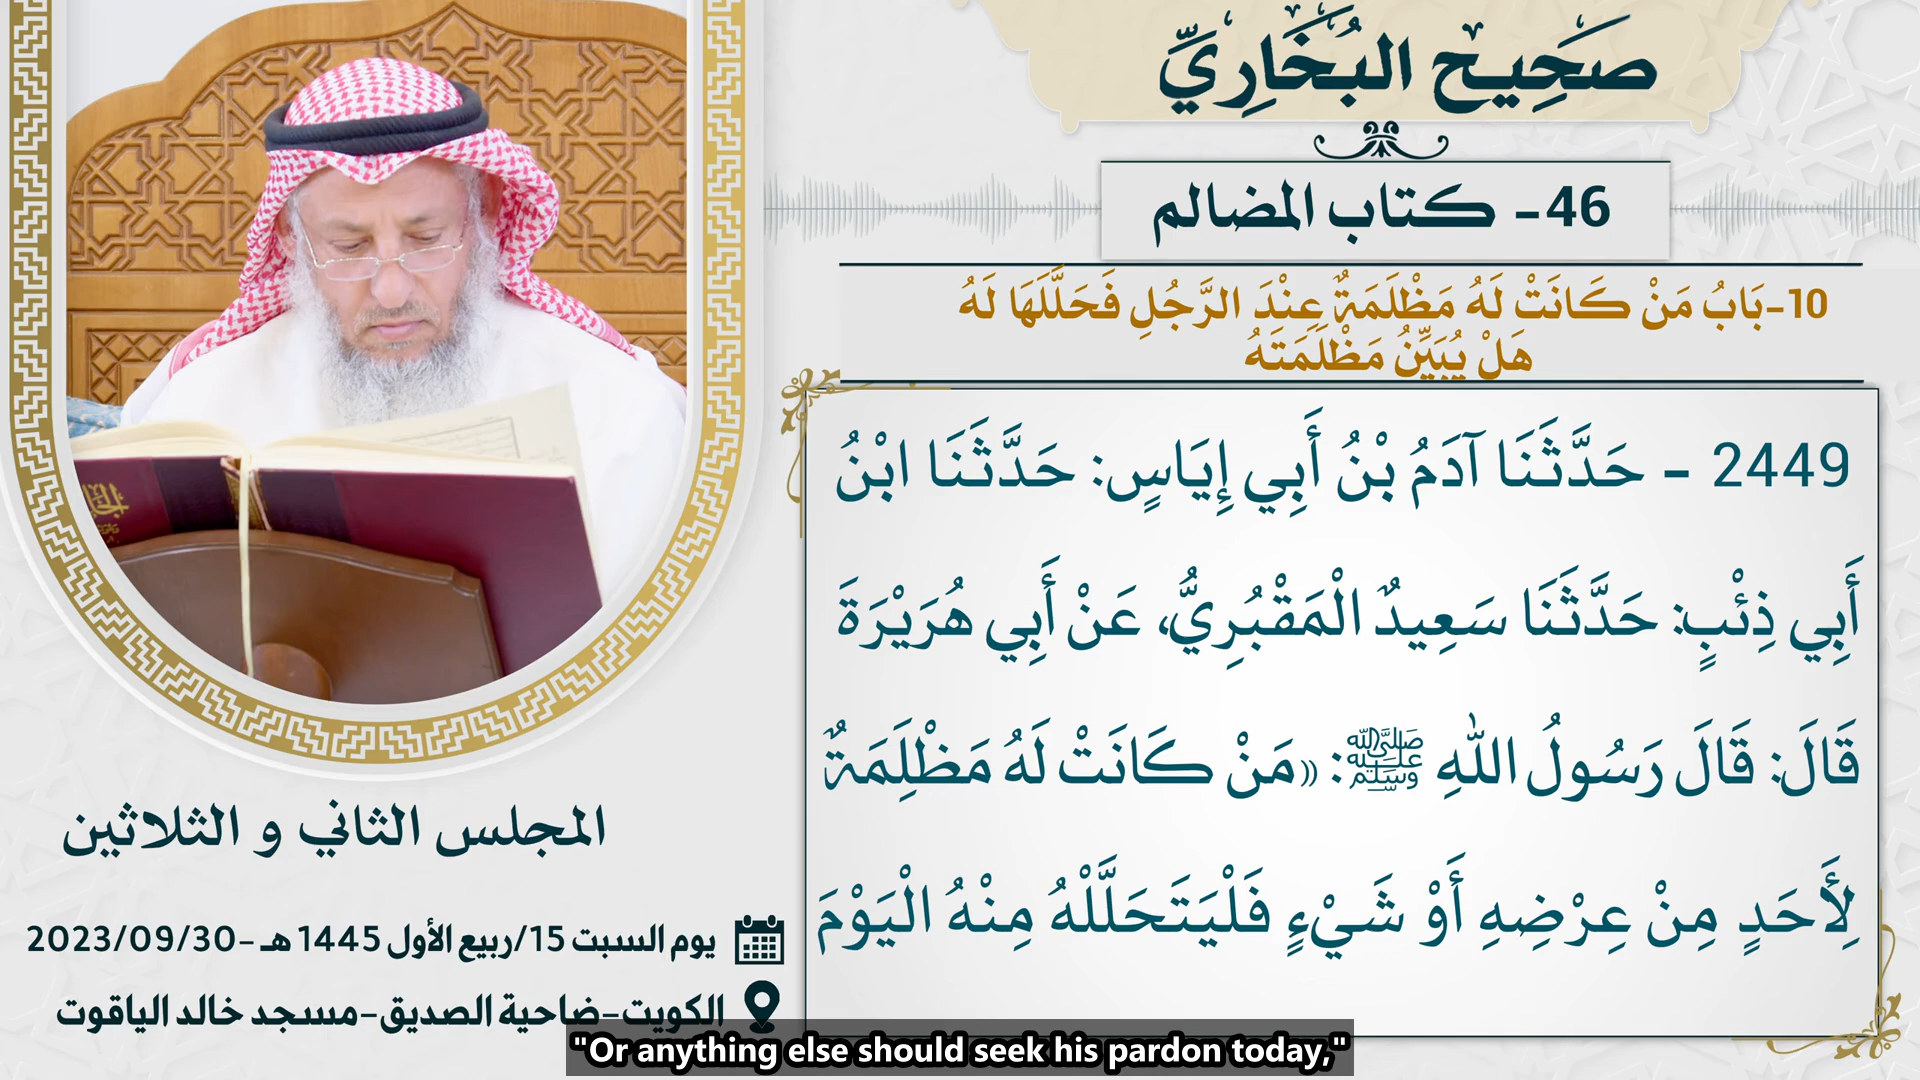 صَحِيح البُخَارِيِّ
46- كتاب المضالم
10-بَابُ مَنْ كَانَتْ لَهُ مَظْلَمَةٌ عِنْدَ الرَّجُلِ فَحَلَّلَهَا لَهُ
هَلْ يُبَيِّنُ مَظْلَمَتَهُ
2449 - حَدَّثَنَا آدَمُ بْنُ أَبِي إِيَاسٍ: حَدَّثَنَا ابْنُ
أَبِي ذِئْبٍ: حَدَّثَنَا سَعِيدٌ الْمَقْبُرِيُّ، عَنْ أَبِي هُرَيْرَةَ
قَالَ: قَالَ رَسُولُ اللهِ ﷺ: «مَنْ كَانَتْ لَهُ مَظْلِمَةٌ
لِأَحَدٍ مِنْ عِرْضِهِ أَوْ شَيْءٍ فَلْيَتَحَلَّلْهُ مِنْهُ الْيَوْمَ
المجلس الثاني و الثلاثين
يوم السبت 15/ربيع الأول 1445 هـ -2023/09/30
الكويت-ضاحية الصديق-مسجد خالد الياقوت
"Or anything else should seek his pardon today,"